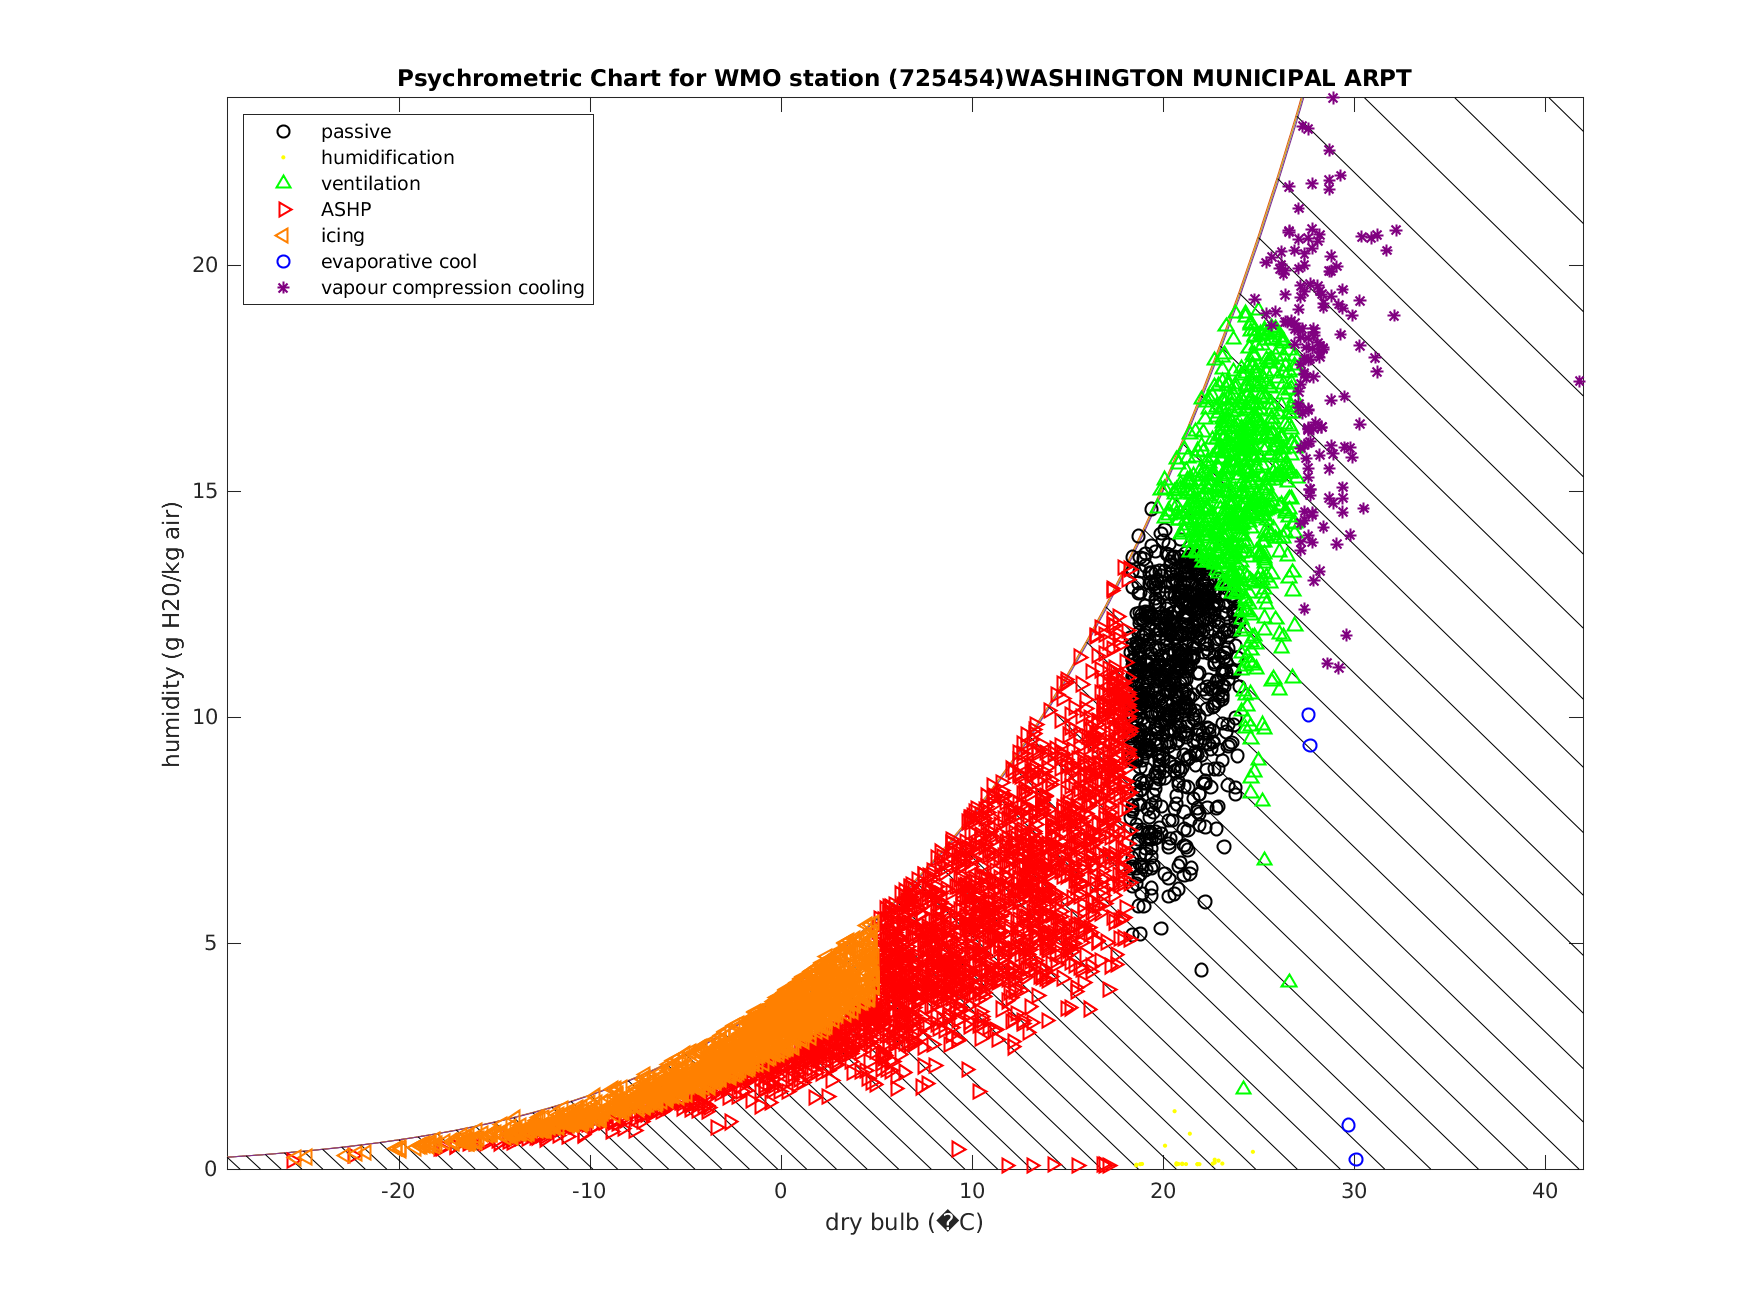 Psychrometric Chart for WMO station (725454)WASHINGTON MUNICIPAL ARPT
passive
humidification
ventilation
ASHP
icing
evaporative cool
vapour compression cooling
humidity (g H20/kg air)
20
15
10
5
0
-20
-10
0
10
20
30
40
dry bulb (�C)